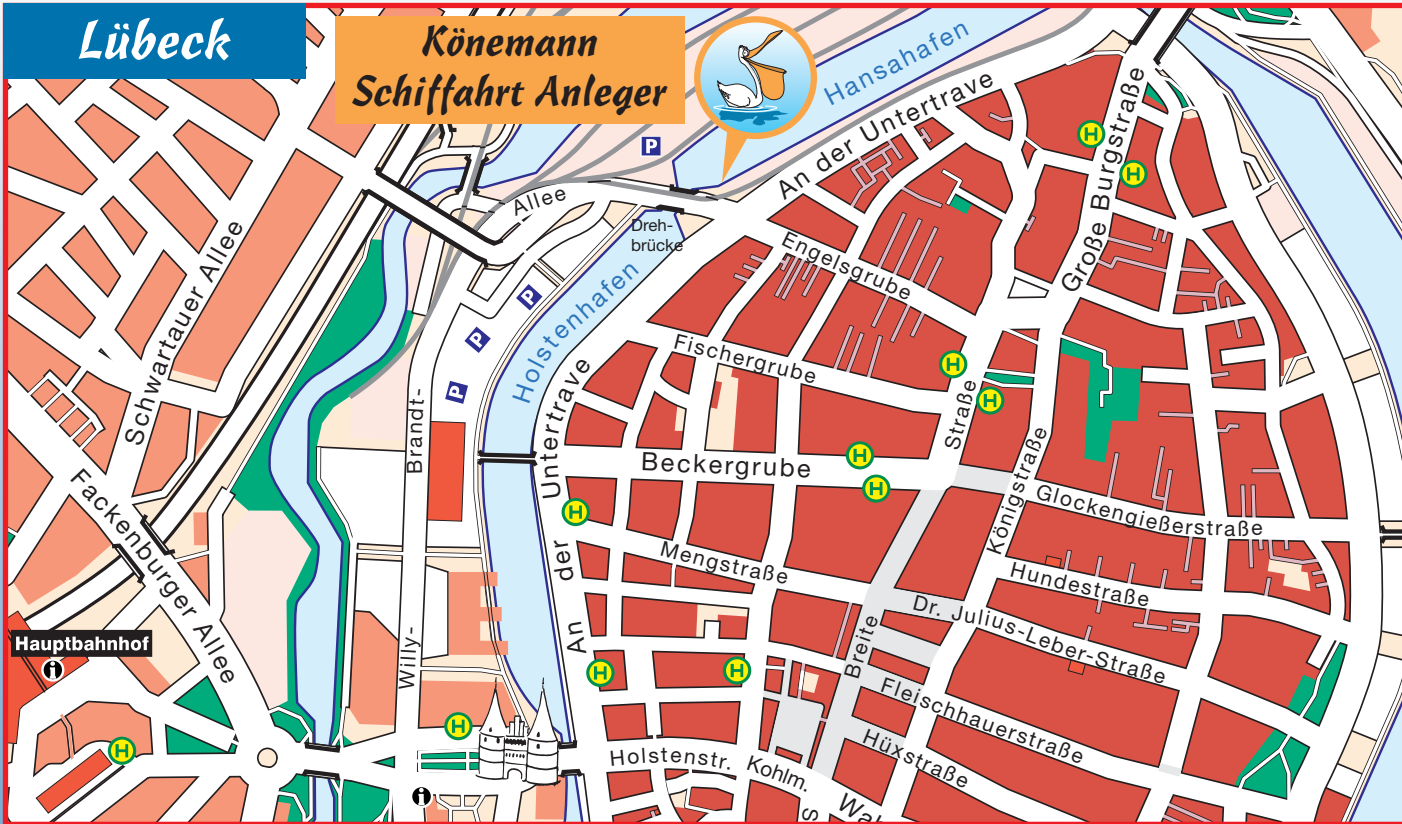 Lübeck
Könemann
Schiffahrt Anleger
Hansahafen
An der Untertrave
Große Burgstraße
P
H
H
Allee
Dreh-
brücke
Engelsgrube
Schwartauer Allee
Holstenhafen
P
P
P
Fischergrube
H
H
Straße
Königstraße
Brandt-
Untertrave
Beckergrube
H
H
Glockengießerstraße
Fackenburger Allee
H
der
Mengstraße
Hundestraße
Dr. Julius-Leber-Straße
An
Breite
Hauptbahnhof
i
Willy-
H
H
Fleischhauerstraße
H
H
Hüxstraße
Holstenstr.
Kohlm.
i
S